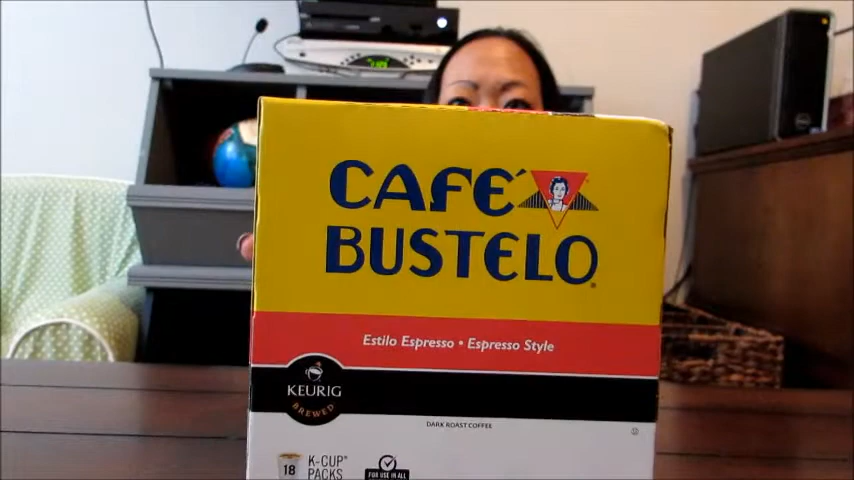 CAFÉ
BUSTELO
Estilo Espresso • Espresso Style
KEURIG
BREWED
DARK ROAST COFFEE
18
K-CUP®
PACKS
FOR USE IN ALL